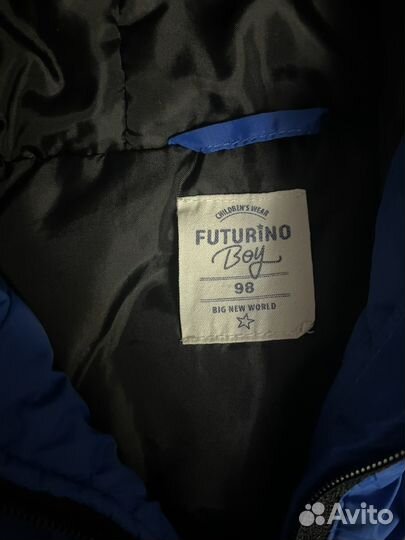 CHILDREN'S WEAR
FUTURINO
Boy
98
BIG NEW WORLD
Avito